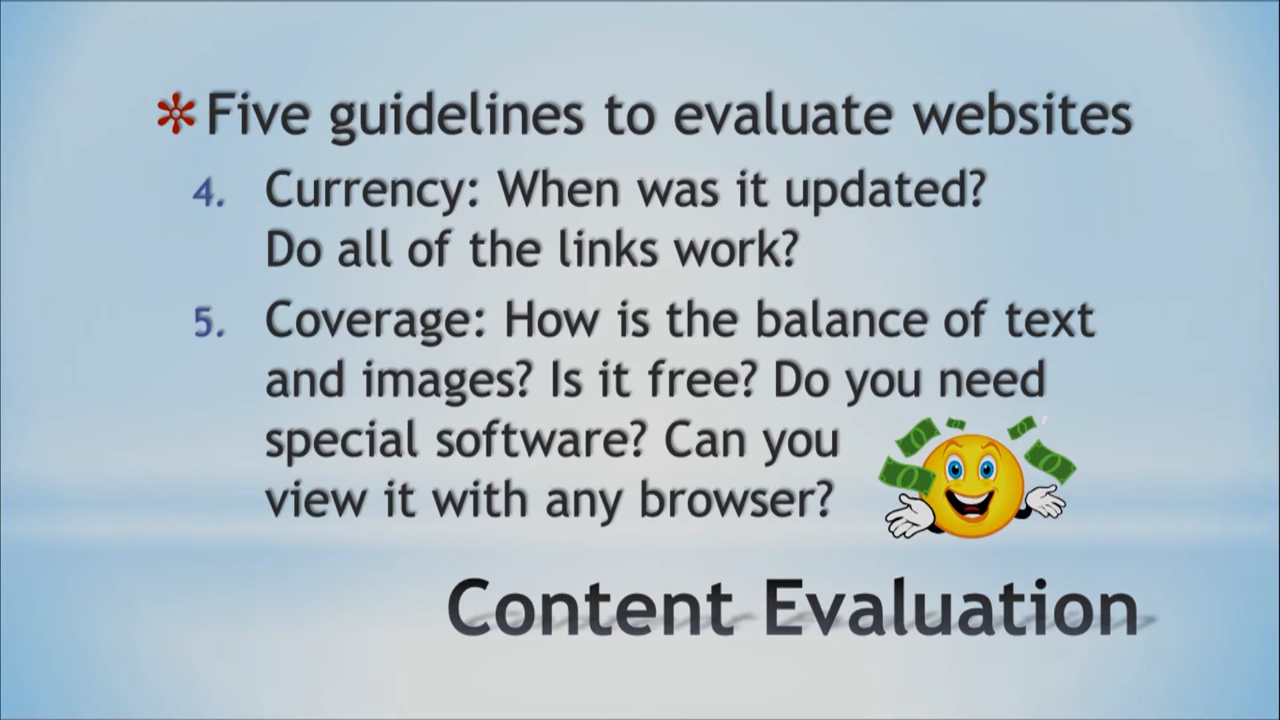 Five guidelines to evaluate websites
4. Currency: When was it updated?
Do all of the links work?
5. Coverage: How is the balance of text
and images? Is it free? Do you need
special software? Can you
view it with any browser?
Content Evaluation